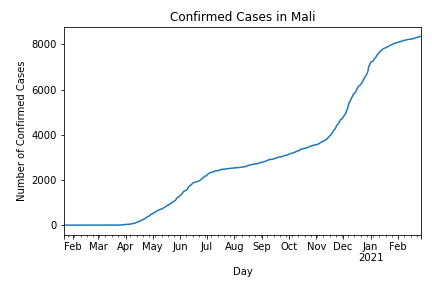 Confirmed Cases in Mali
Number of Confirmed Cases
8000
6000
4000
2000
0
Feb Mar Apr May Jun Jul Aug Sep Oct Nov Dec Jan Feb
2021
Day